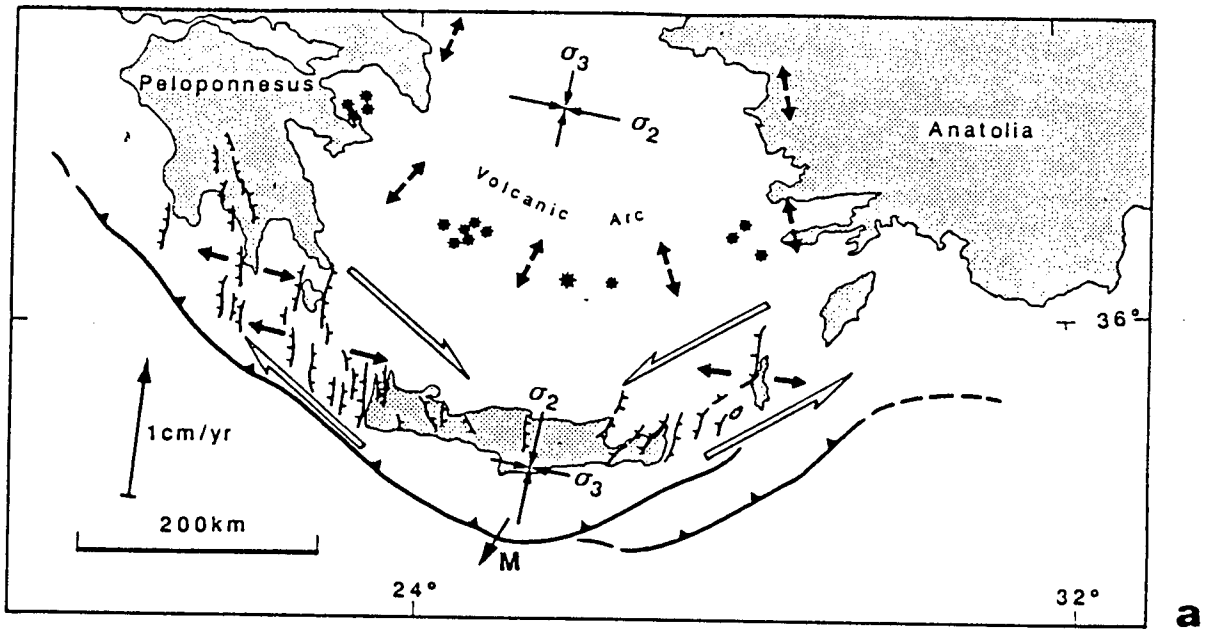 Peloponnesus
σ3
σ2
Anatolia
Volcanic Arc
36°
σ2
σ3
1cm/yr
200km
M
24°
32°
a